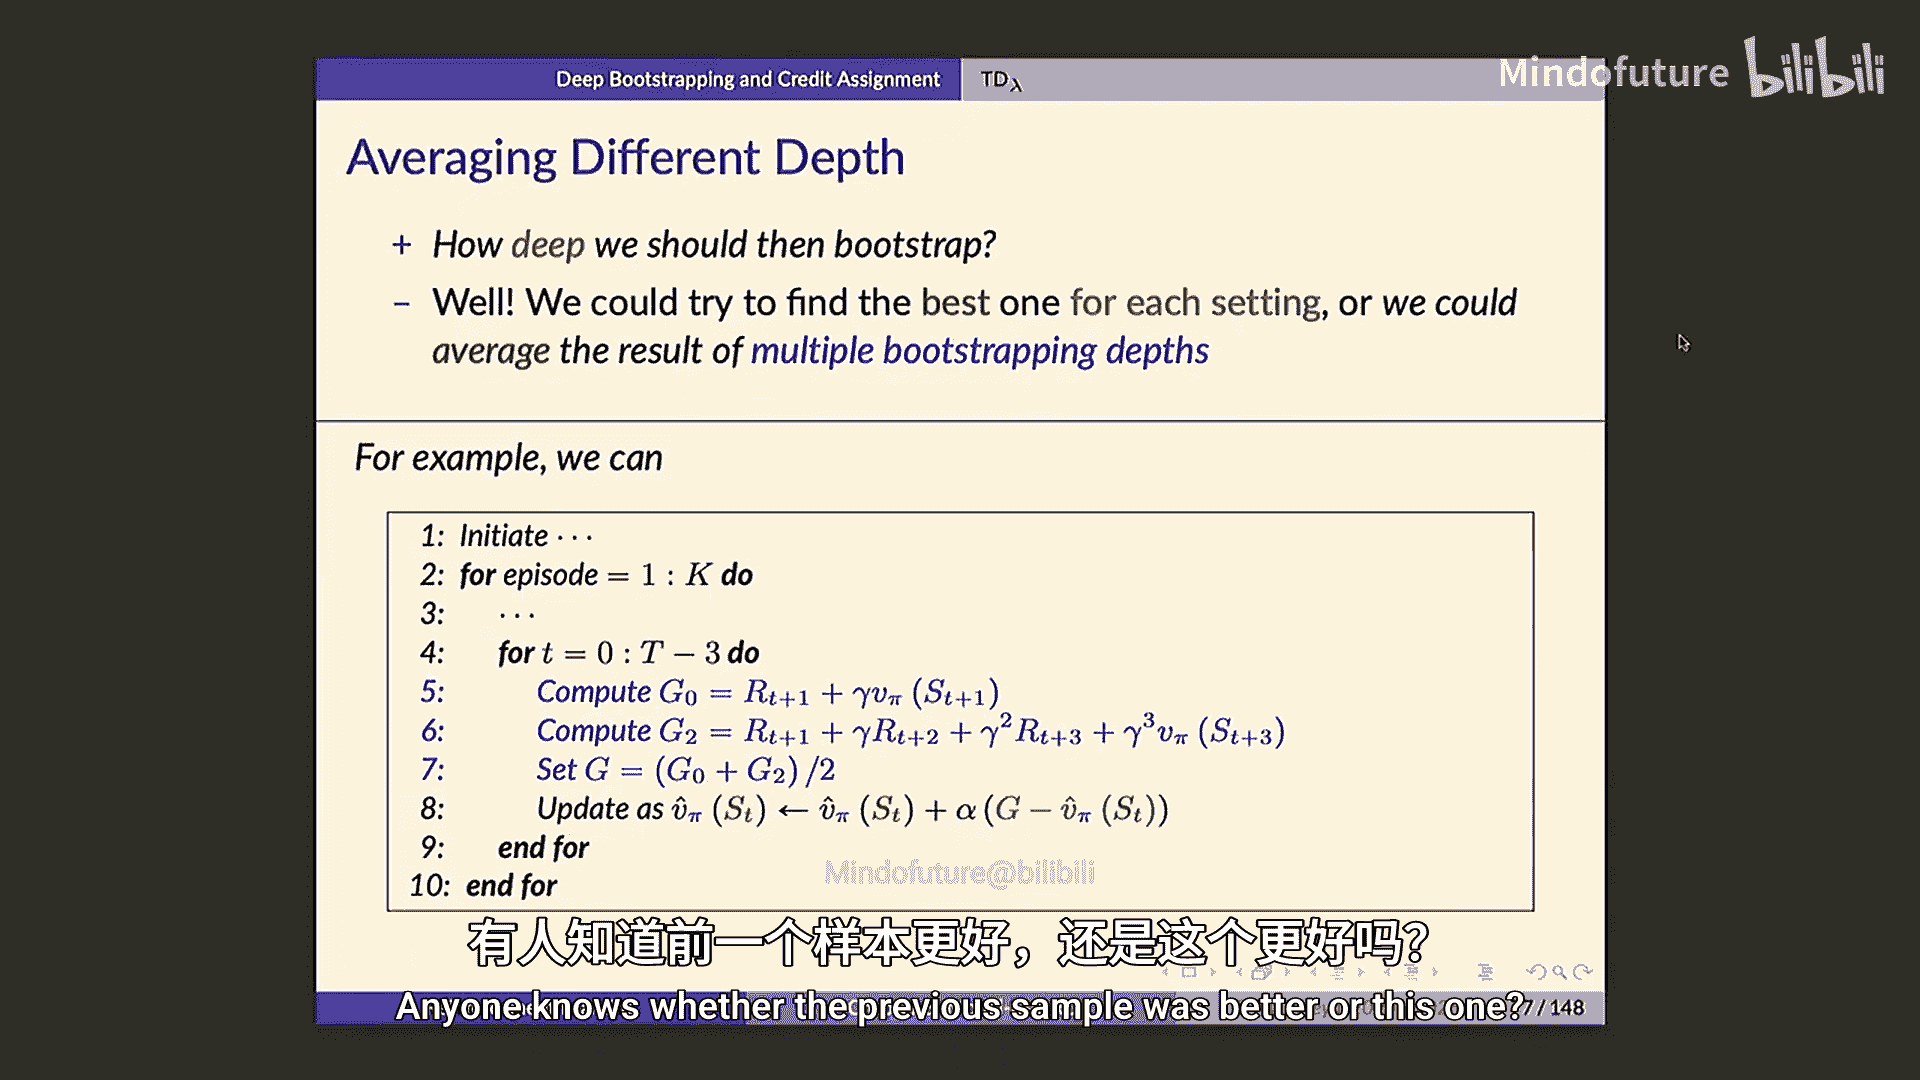 Deep Bootstrapping and Credit Assignment TDλ
Mindofuture bilibili
Averaging Different Depth
+ How deep we should then bootstrap?
– Well! We could try to find the best one for each setting, or we could
average the result of multiple bootstrapping depths
For example, we can
1: Initiate ⋯
2: for episode = 1 : K do
3: ⋯
4: for t = 0 : T − 3 do
5: Compute G₀ = Rₜ₊₁ + γv_π (Sₜ₊₁)
6: Compute G₂ = Rₜ₊₁ + γRₜ₊₂ + γ²Rₜ₊₃ + γ³v_π (Sₜ₊₃)
7: Set G = (G₀ + G₂) /2
8: Update as v̂_π (Sₜ) ← v̂_π (Sₜ) + α (G − v̂_π (Sₜ))
9: end for
Mindofuture@bilibili
10: end for
有人知道前一个样本更好，还是这个更好吗？
Anyone knows whether the previous sample was better or this one?
7 / 148